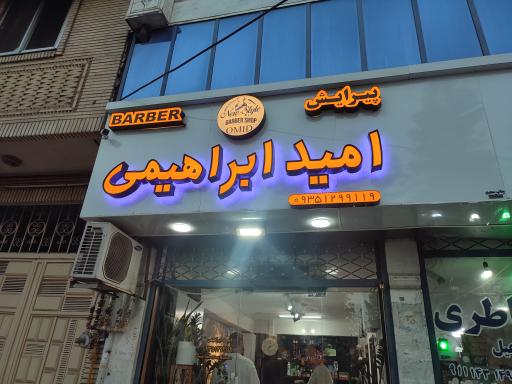 BARBER
New Style
BARBER SHOP
OMID
پیرایش
امید ابراهیمی
۰۹۳۵۱۲۹۹۱۱۹